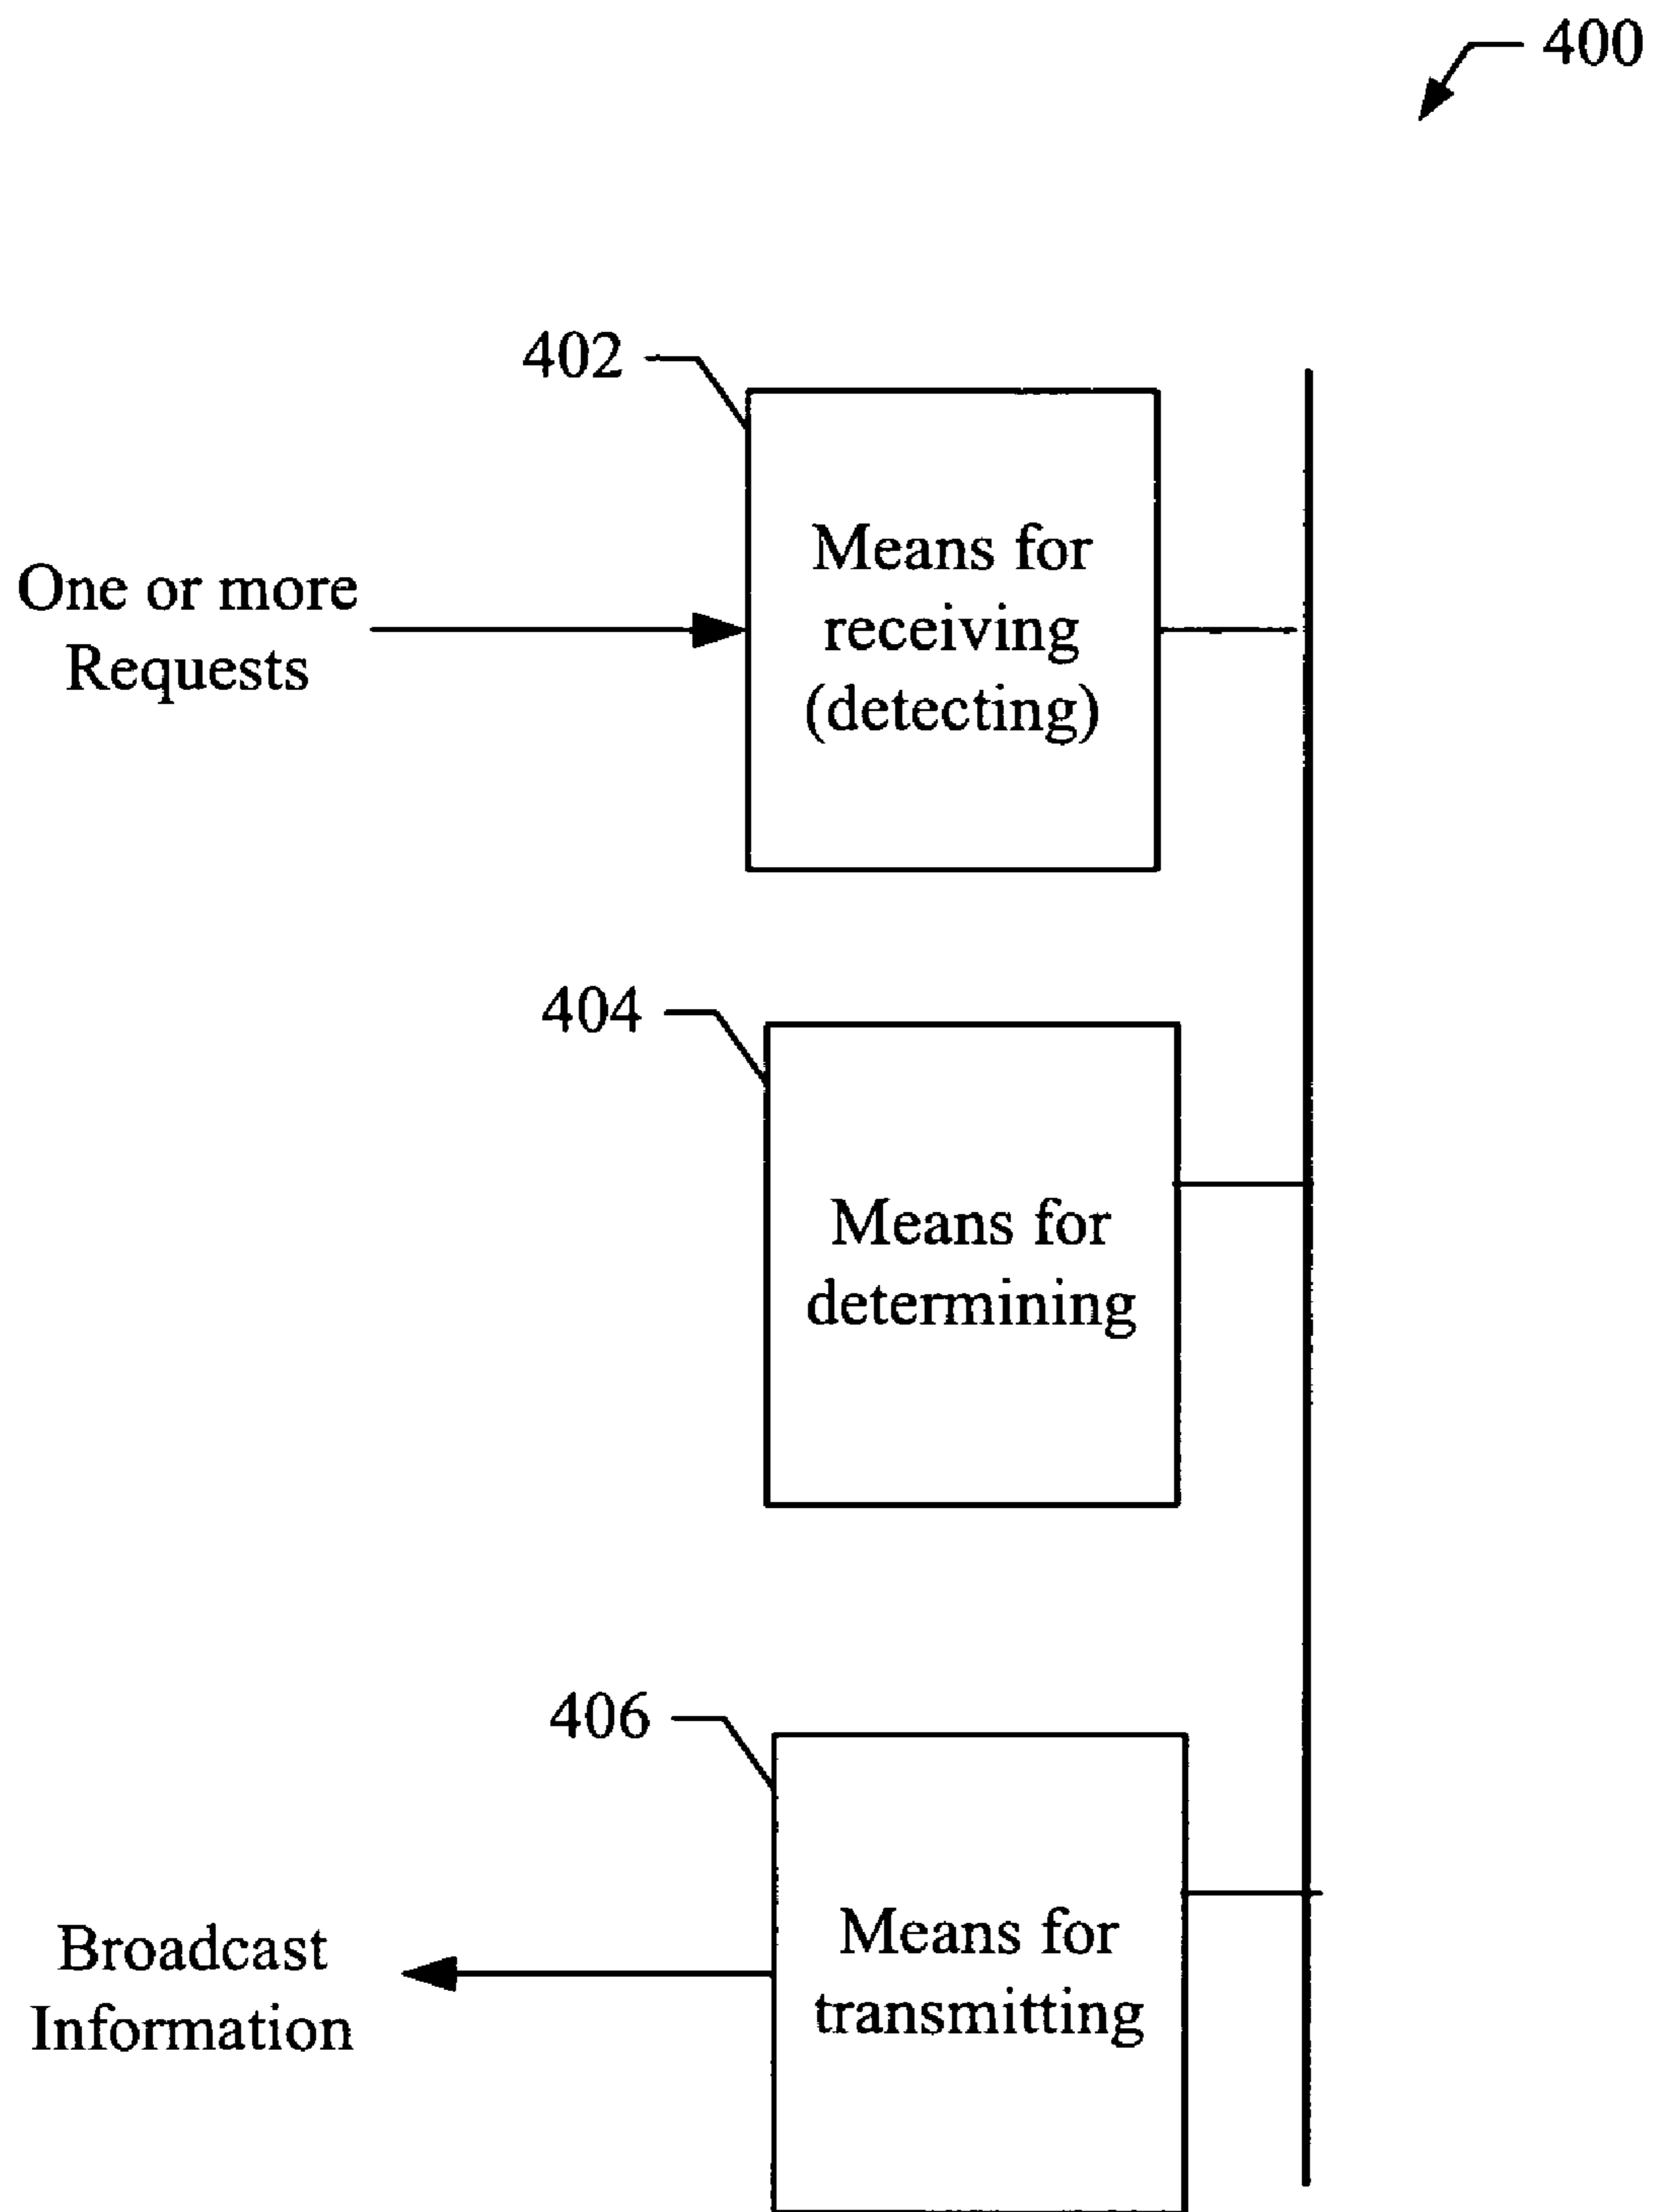 400
402
Means for
receiving
(detecting)
One or more
Requests
404
Means for
determining
406
Means for
transmitting
Broadcast
Information